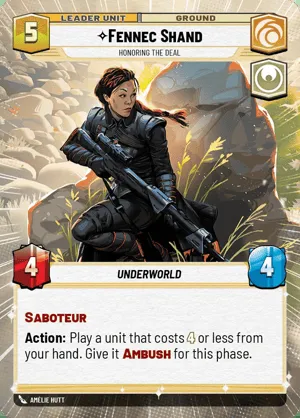 LEADER UNIT GROUND
5
FENNEC SHAND
HONORING THE DEAL
4
UNDERWORLD
4
SABOTEUR
Action: Play a unit that costs 4 or less from
your hand. Give it AMBUSH for this phase.
AMÉLIE HUTT